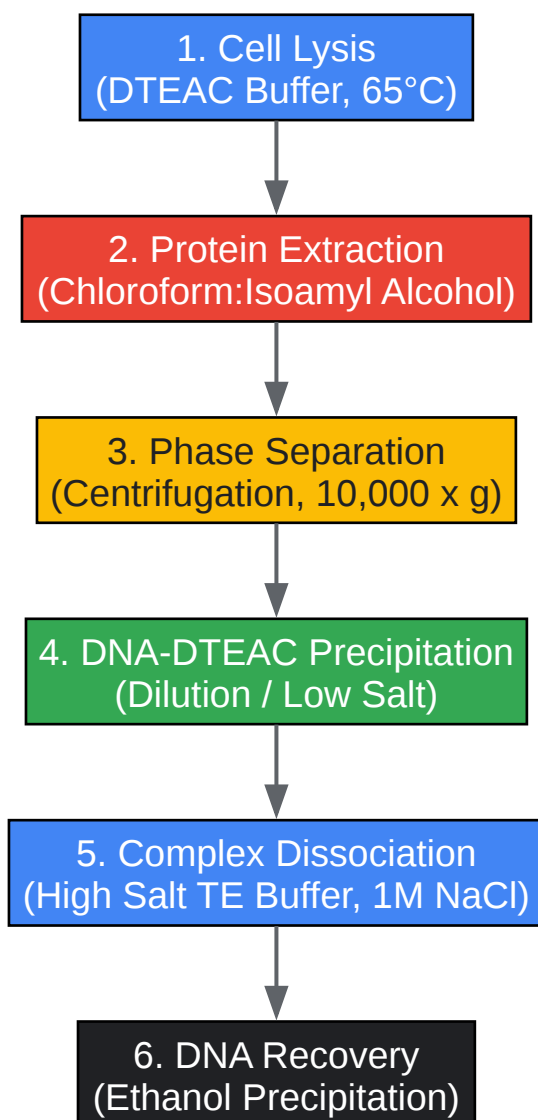 1. Cell Lysis
(DTEAC Buffer, 65°C)
2. Protein Extraction
(Chloroform:Isoamyl Alcohol)
3. Phase Separation
(Centrifugation, 10,000 x g)
4. DNA-DTEAC Precipitation
(Dilution / Low Salt)
5. Complex Dissociation
(High Salt TE Buffer, 1M NaCl)
6. DNA Recovery
(Ethanol Precipitation)